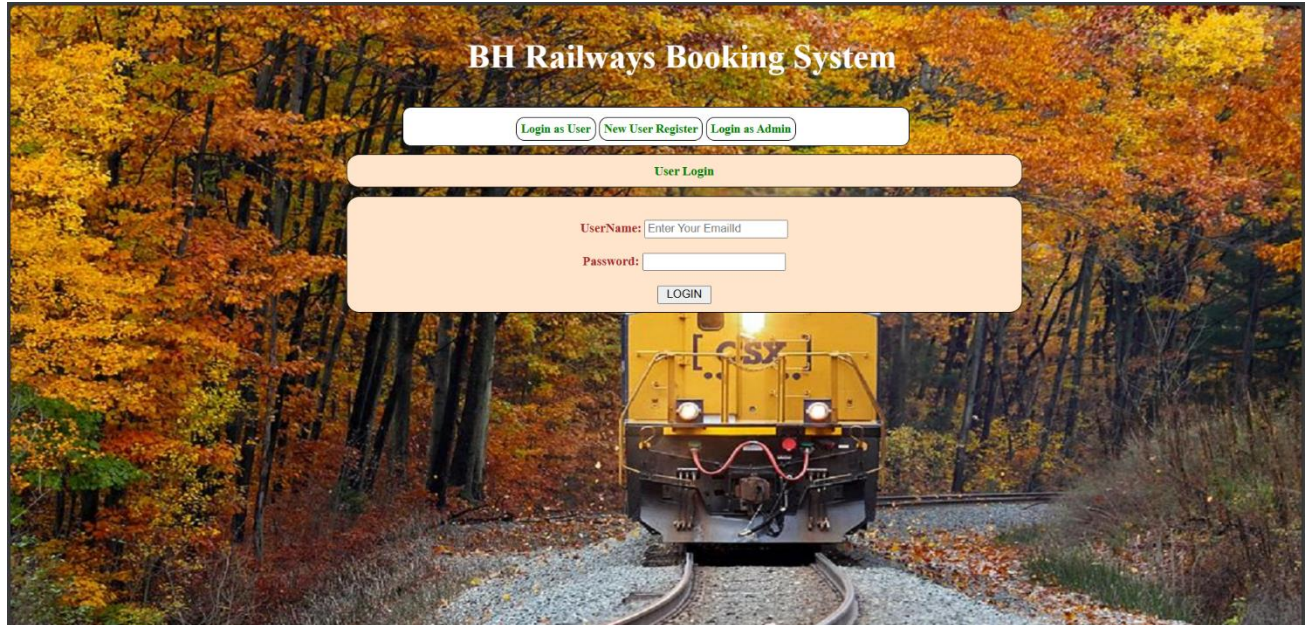 BH Railways Booking System
Login as User New User Register Login as Admin
User Login
UserName: Enter Your EmailId
Password:
LOGIN
CSX